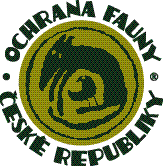 OCHRANA FAUNY
• ČESKÉ REPUBLIKY ®